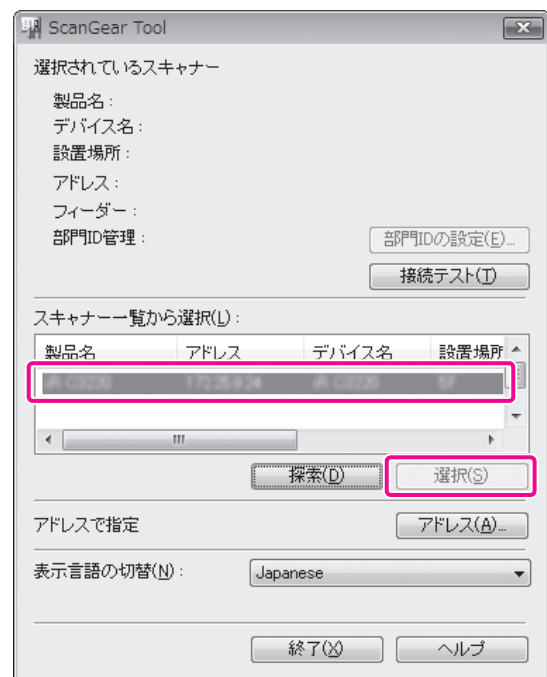 ScanGear Tool
選択されているスキャナー
製品名：
デバイス名：
設置場所：
アドレス：
フィーダー：
部門ID管理： 部門IDの設定(E)...
接続テスト(T)
スキャナー一覧から選択(L)：
製品名 アドレス デバイス名 設置場所
探索(D) 選択(S)
アドレスで指定 アドレス(A)...
表示言語の切替(N)： Japanese
終了(X) ヘルプ